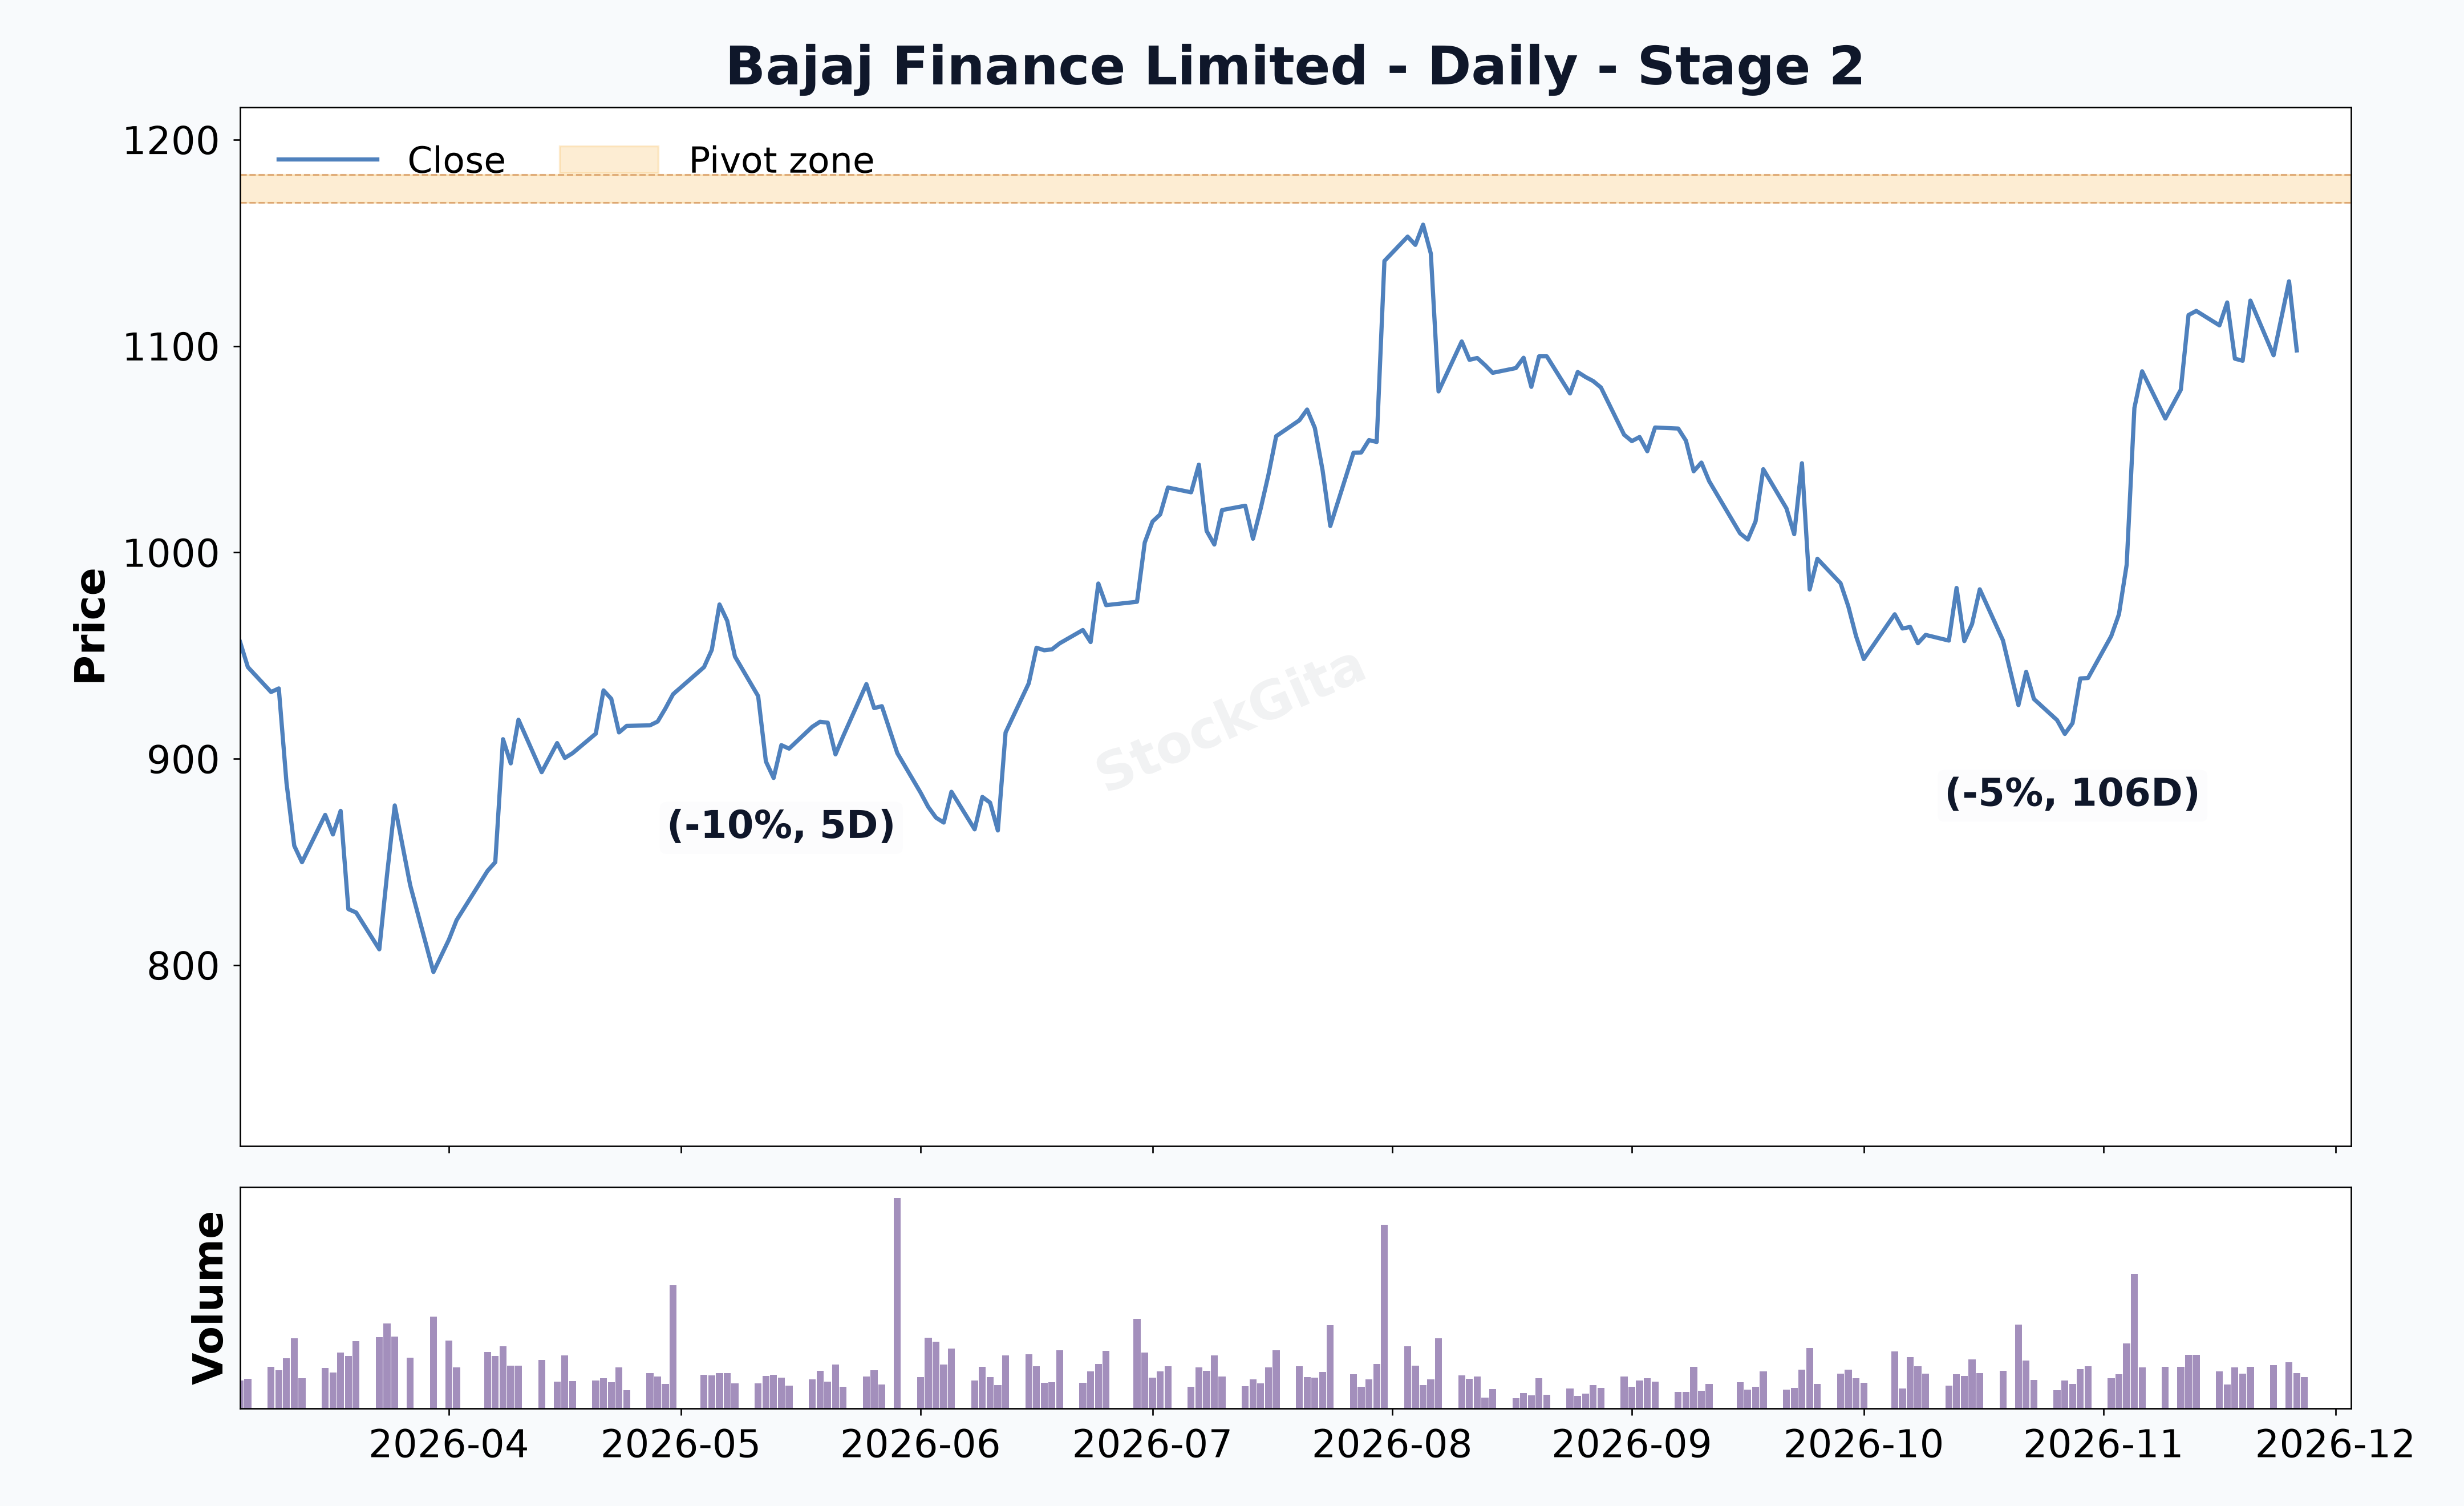 Bajaj Finance Limited - Daily - Stage 2
Close
Pivot zone
1200
1100
1000
900
800
Price
StockGita
(-10%, 5D)
(-5%, 106D)
Volume
2026-04
2026-05
2026-06
2026-07
2026-08
2026-09
2026-10
2026-11
2026-12